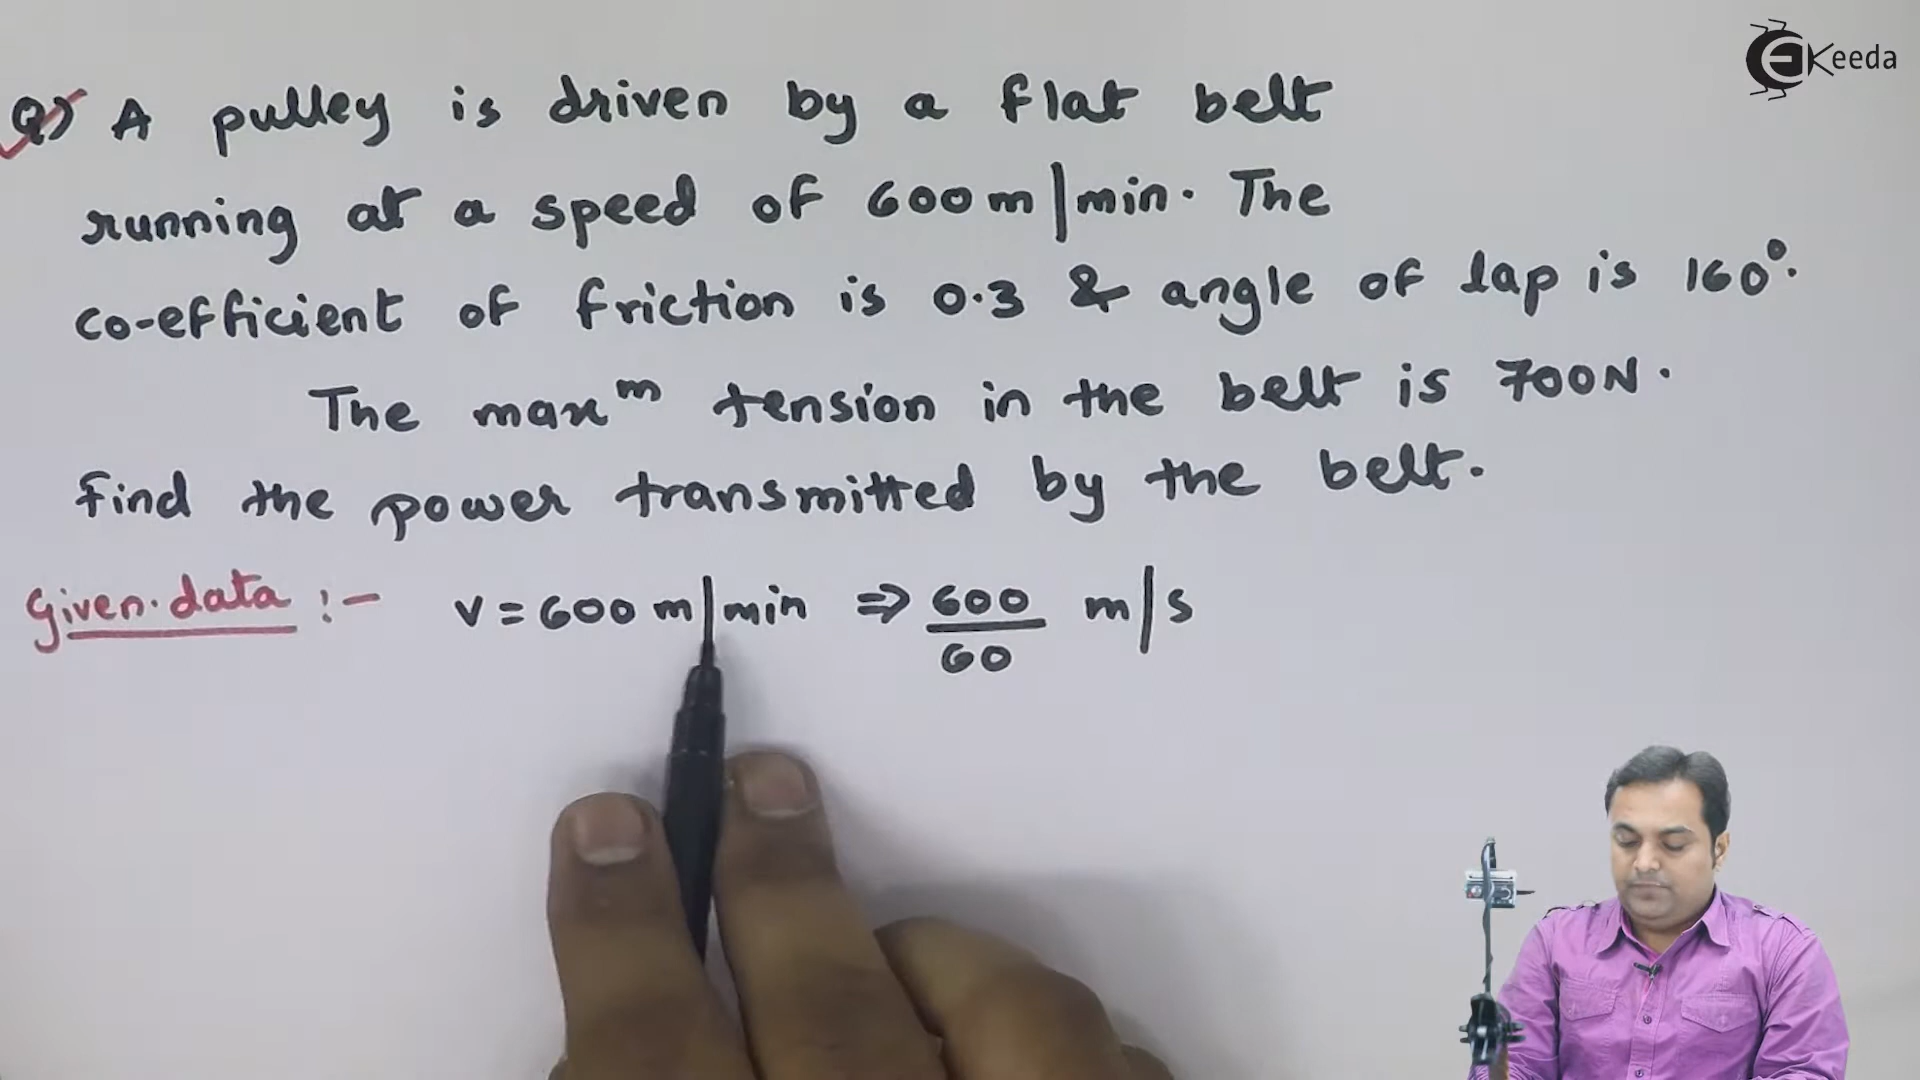 EKeeda
Q) A pulley is driven by a flat belt
running at a speed of 600 m/min. The
co-efficient of friction is 0.3 & angle of lap is 160°.
The maxᵐ tension in the belt is 700N.
Find the power transmitted by the belt.
Given data :- v = 600 m/min ⇒ 600/60 m/s